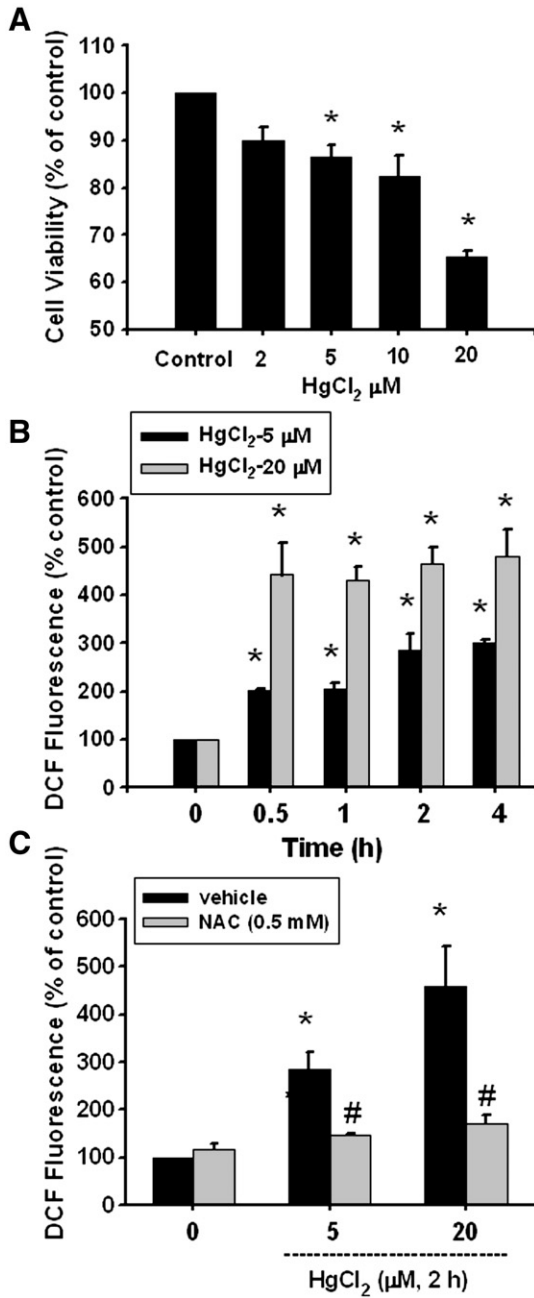 A
Cell Viability (% of control)
110
100
90
80
70
60
50
*
*
*
Control 2 5 10 20
HgCl₂ µM
B
HgCl₂-5 µM
HgCl₂-20 µM
DCF Fluorescence (% control)
600
500
400
300
200
100
0
* * * *
* * * *
0 0.5 1 2 4
Time (h)
C
vehicle
NAC (0.5 mM)
DCF Fluorescence (% of control)
600
500
400
300
200
100
0
*
*
# #
0 5 20
HgCl₂ (µM, 2 h)